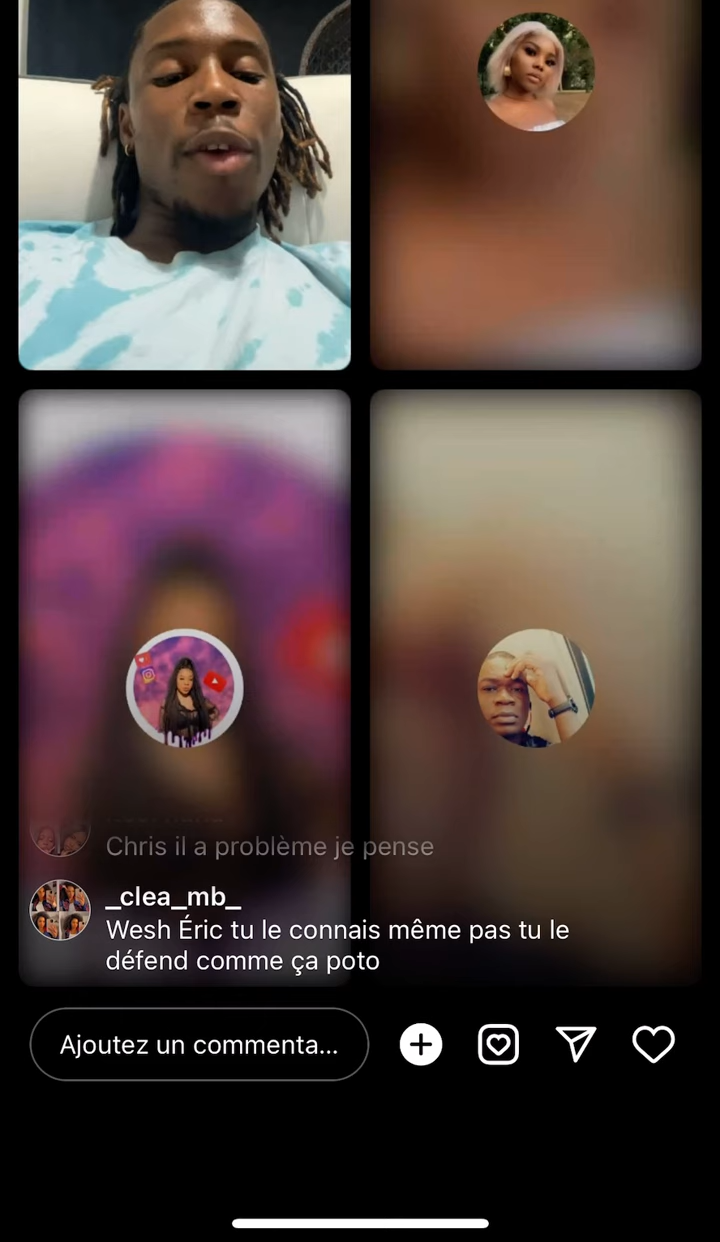 Chris il a problème je pense
_clea_mb_
Wesh Éric tu le connais même pas tu le
défend comme ça poto
Ajoutez un commenta...